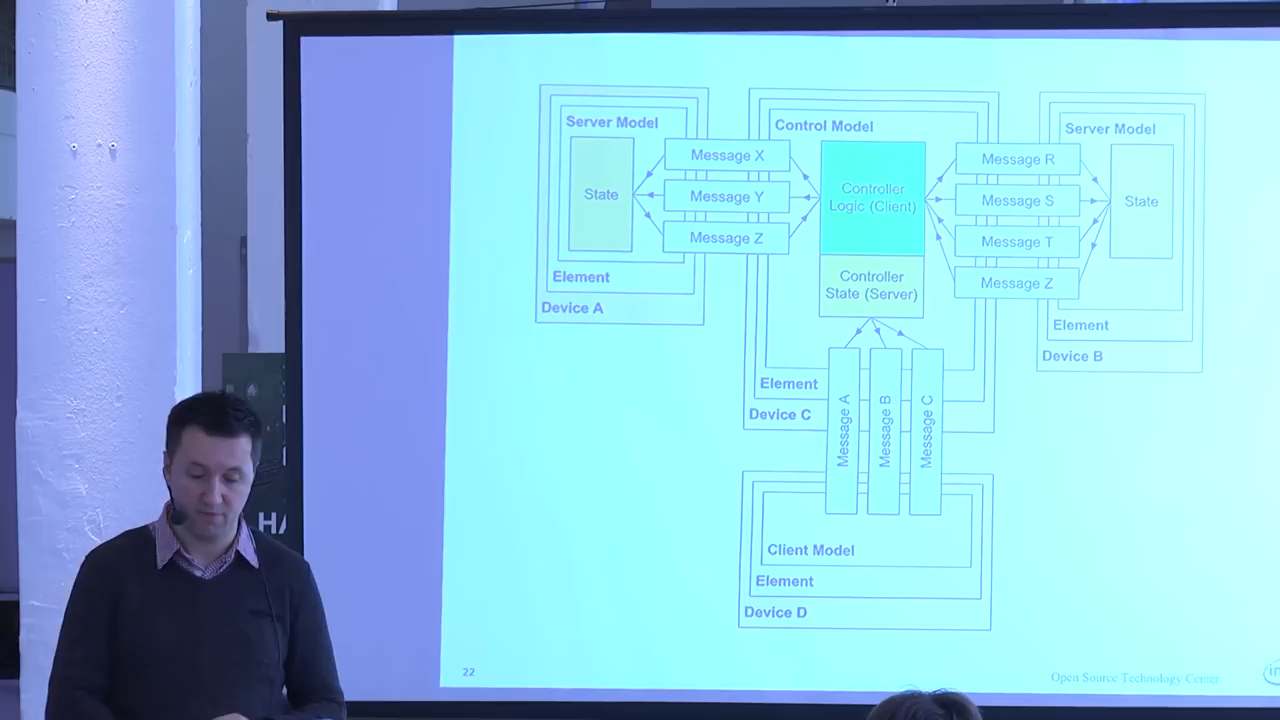 Server Model
State
Element
Device A
Message X
Message Y
Message Z
Control Model
Controller
Logic (Client)
Controller
State (Server)
Element
Device C
Message R
Message S
Message T
Message Z
Server Model
State
Element
Device B
Message A
Message B
Message C
Client Model
Element
Device D
22
Open Source Technology Center
in
HA